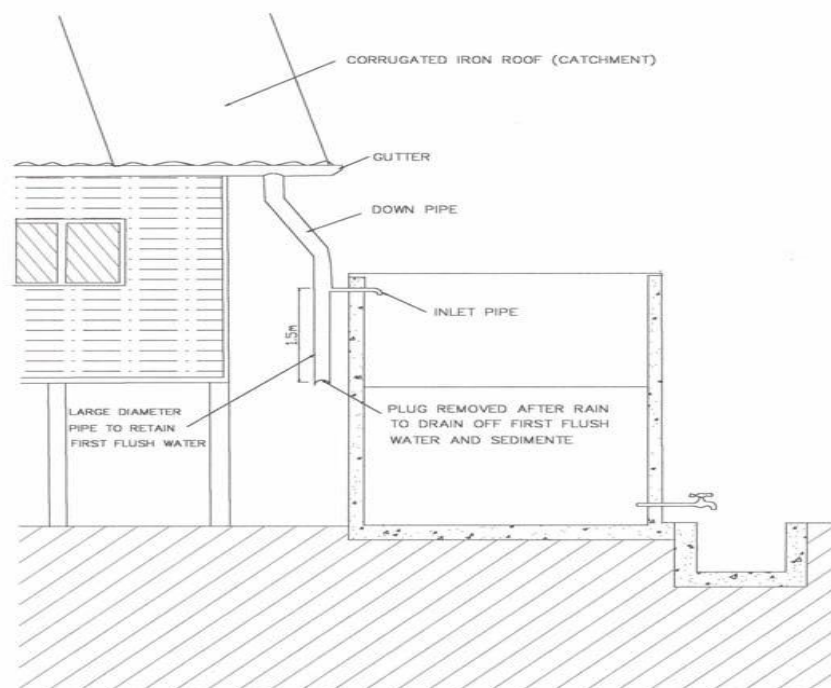 CORRUGATED IRON ROOF (CATCHMENT)
GUTTER
DOWN PIPE
INLET PIPE
1.5m
LARGE DIAMETER
PIPE TO RETAIN
FIRST FLUSH WATER
PLUG REMOVED AFTER RAIN
TO DRAIN OFF FIRST FLUSH
WATER AND SEDIMENTE